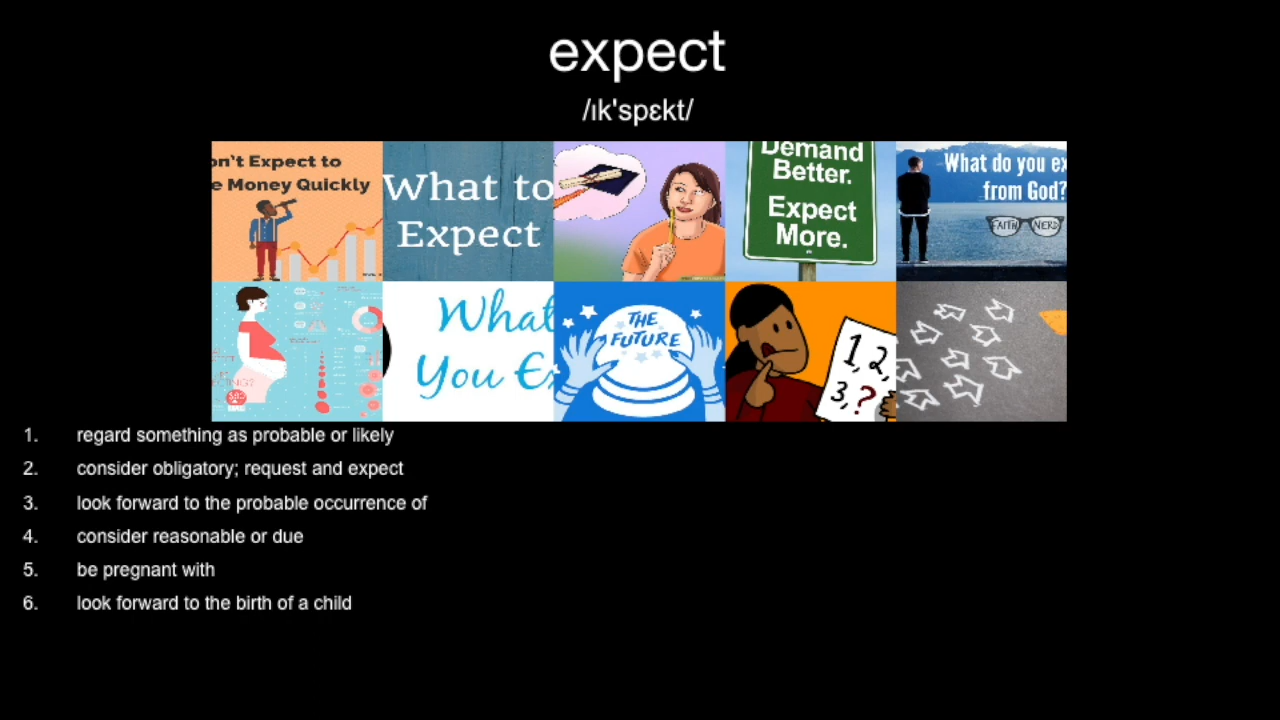 expect
/ɪk'spɛkt/
on't Expect to
e Money Quickly
What to
Expect
Demand
Better.
Expect
More.
What do you ex
from God?
FAITH NERD
What
You Ex
THE
FUTURE
1, 2,
3, ?
1. regard something as probable or likely
2. consider obligatory; request and expect
3. look forward to the probable occurrence of
4. consider reasonable or due
5. be pregnant with
6. look forward to the birth of a child